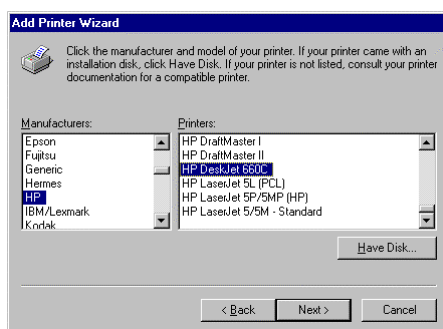 Add Printer Wizard
Click the manufacturer and model of your printer. If your printer came with an
installation disk, click Have Disk. If your printer is not listed, consult your printer
documentation for a compatible printer.
Manufacturers:
Epson
Fujitsu
Generic
Hermes
HP
IBM/Lexmark
Kodak
Printers:
HP DraftMaster I
HP DraftMaster II
HP DeskJet 660C
HP LaserJet 5L (PCL)
HP LaserJet 5P/5MP (HP)
HP LaserJet 5/5M - Standard
Have Disk...
< Back
Next >
Cancel